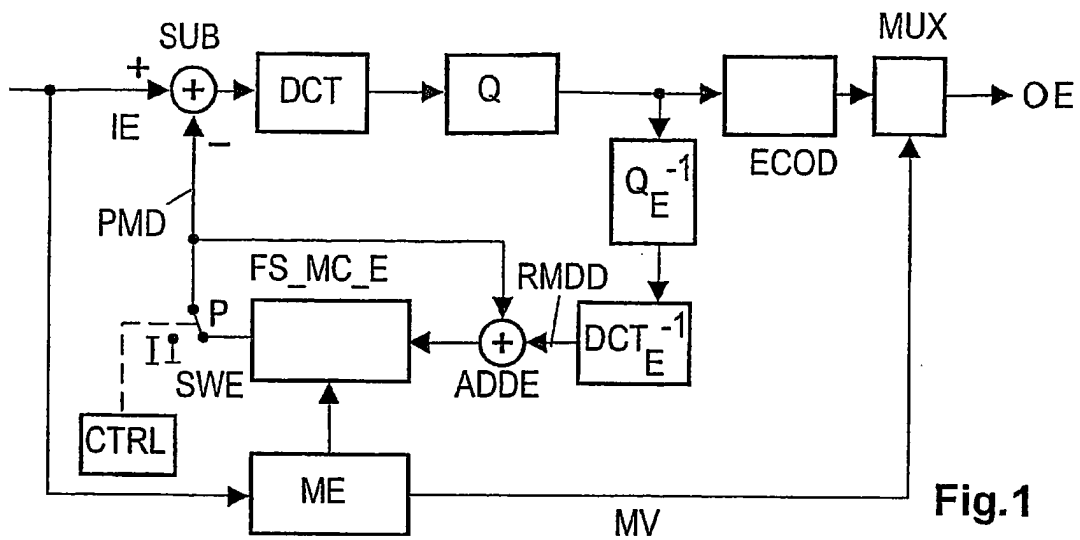 SUB
MUX
+
+
DCT
Q
OE
IE
−
ECOD
Q_E^-1
PMD
FS_MC_E
RMDD
P
+
DCT_E^-1
I
SWE
ADDE
CTRL
ME
MV
Fig.1